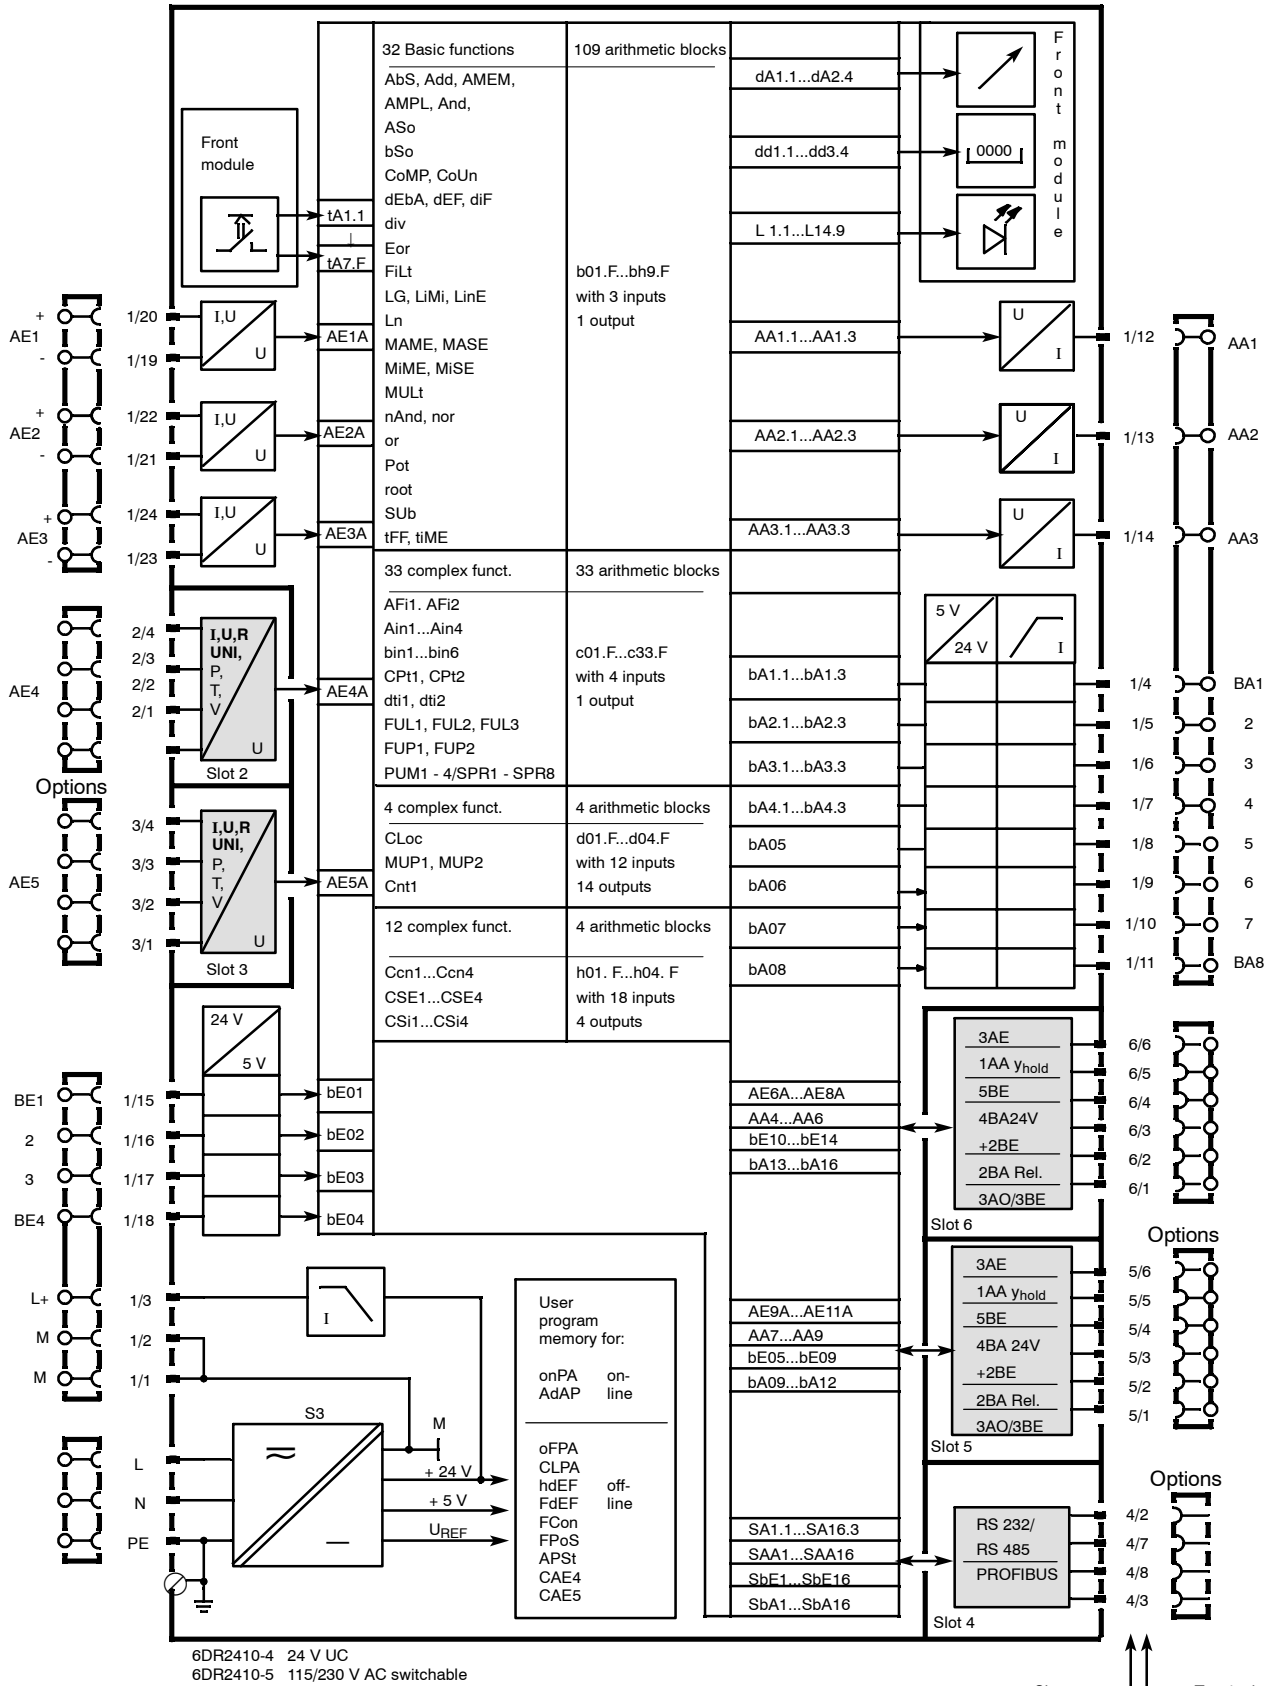 32 Basic functions
109 arithmetic blocks
AbS, Add, AMEM,
AMPL, And,
ASo
bSo
CoMP, CoUn
dEbA, dEF, diF
div
Eor
FiLt
LG, LiMi, LinE
Ln
MAME, MASE
MiME, MiSE
MULt
nAnd, nor
or
Pot
root
SUb
tFF, tiME
b01.F...bh9.F
with 3 inputs
1 output
33 complex funct.
33 arithmetic blocks
AFi1. AFi2
Ain1...Ain4
bin1...bin6
CPt1, CPt2
dti1, dti2
FUL1, FUL2, FUL3
FUP1, FUP2
PUM1 - 4/SPR1 - SPR8
c01.F...c33.F
with 4 inputs
1 output
4 complex funct.
4 arithmetic blocks
CLoc
MUP1, MUP2
Cnt1
d01.F...d04.F
with 12 inputs
14 outputs
12 complex funct.
4 arithmetic blocks
Ccn1...Ccn4
CSE1...CSE4
CSi1...CSi4
h01. F...h04. F
with 18 inputs
4 outputs
Front
module
tA1.1
↓
tA7.F
+
AE1
-
1/20
1/19
I,U
U
AE1A
+
AE2
-
1/22
1/21
I,U
U
AE2A
+
AE3
-
1/24
1/23
I,U
U
AE3A
AE4
2/4
2/3
2/2
2/1
I,U,R
UNI,
P,
T,
V
U
Slot 2
AE4A
Options
AE5
3/4
3/3
3/2
3/1
I,U,R
UNI,
P,
T,
V
U
Slot 3
AE5A
24 V
5 V
BE1
1/15
bE01
2
1/16
bE02
3
1/17
bE03
BE4
1/18
bE04
L+
1/3
I
M
1/2
M
1/1
S3
L
N
PE
M
+ 24 V
+ 5 V
UREF
User
program
memory for:
onPA on-
AdAP line
oFPA
CLPA
hdEF off-
FdEF line
FCon
FPoS
APSt
CAE4
CAE5
dA1.1...dA2.4
dd1.1...dd3.4
0000
L 1.1...L14.9
Front module
AA1.1...AA1.3
U
I
1/12
AA1
AA2.1...AA2.3
U
I
1/13
AA2
AA3.1...AA3.3
U
I
1/14
AA3
5 V
24 V
I
bA1.1...bA1.3
1/4
BA1
bA2.1...bA2.3
1/5
2
bA3.1...bA3.3
1/6
3
bA4.1...bA4.3
1/7
4
bA05
1/8
5
bA06
1/9
6
bA07
1/10
7
bA08
1/11
BA8
AE6A...AE8A
AA4...AA6
bE10...bE14
bA13...bA16
3AE
1AA yhold
5BE
4BA24V
+2BE
2BA Rel.
3AO/3BE
Slot 6
6/6
6/5
6/4
6/3
6/2
6/1
Options
AE9A...AE11A
AA7...AA9
bE05...bE09
bA09...bA12
3AE
1AA yhold
5BE
4BA 24V
+2BE
2BA Rel.
3AO/3BE
Slot 5
5/6
5/5
5/4
5/3
5/2
5/1
Options
SA1.1...SA16.3
SAA1...SAA16
SbE1...SbE16
SbA1...SbA16
RS 232/
RS 485
PROFIBUS
Slot 4
4/2
4/7
4/8
4/3
6DR2410-4 24 V UC
6DR2410-5 115/230 V AC switchable